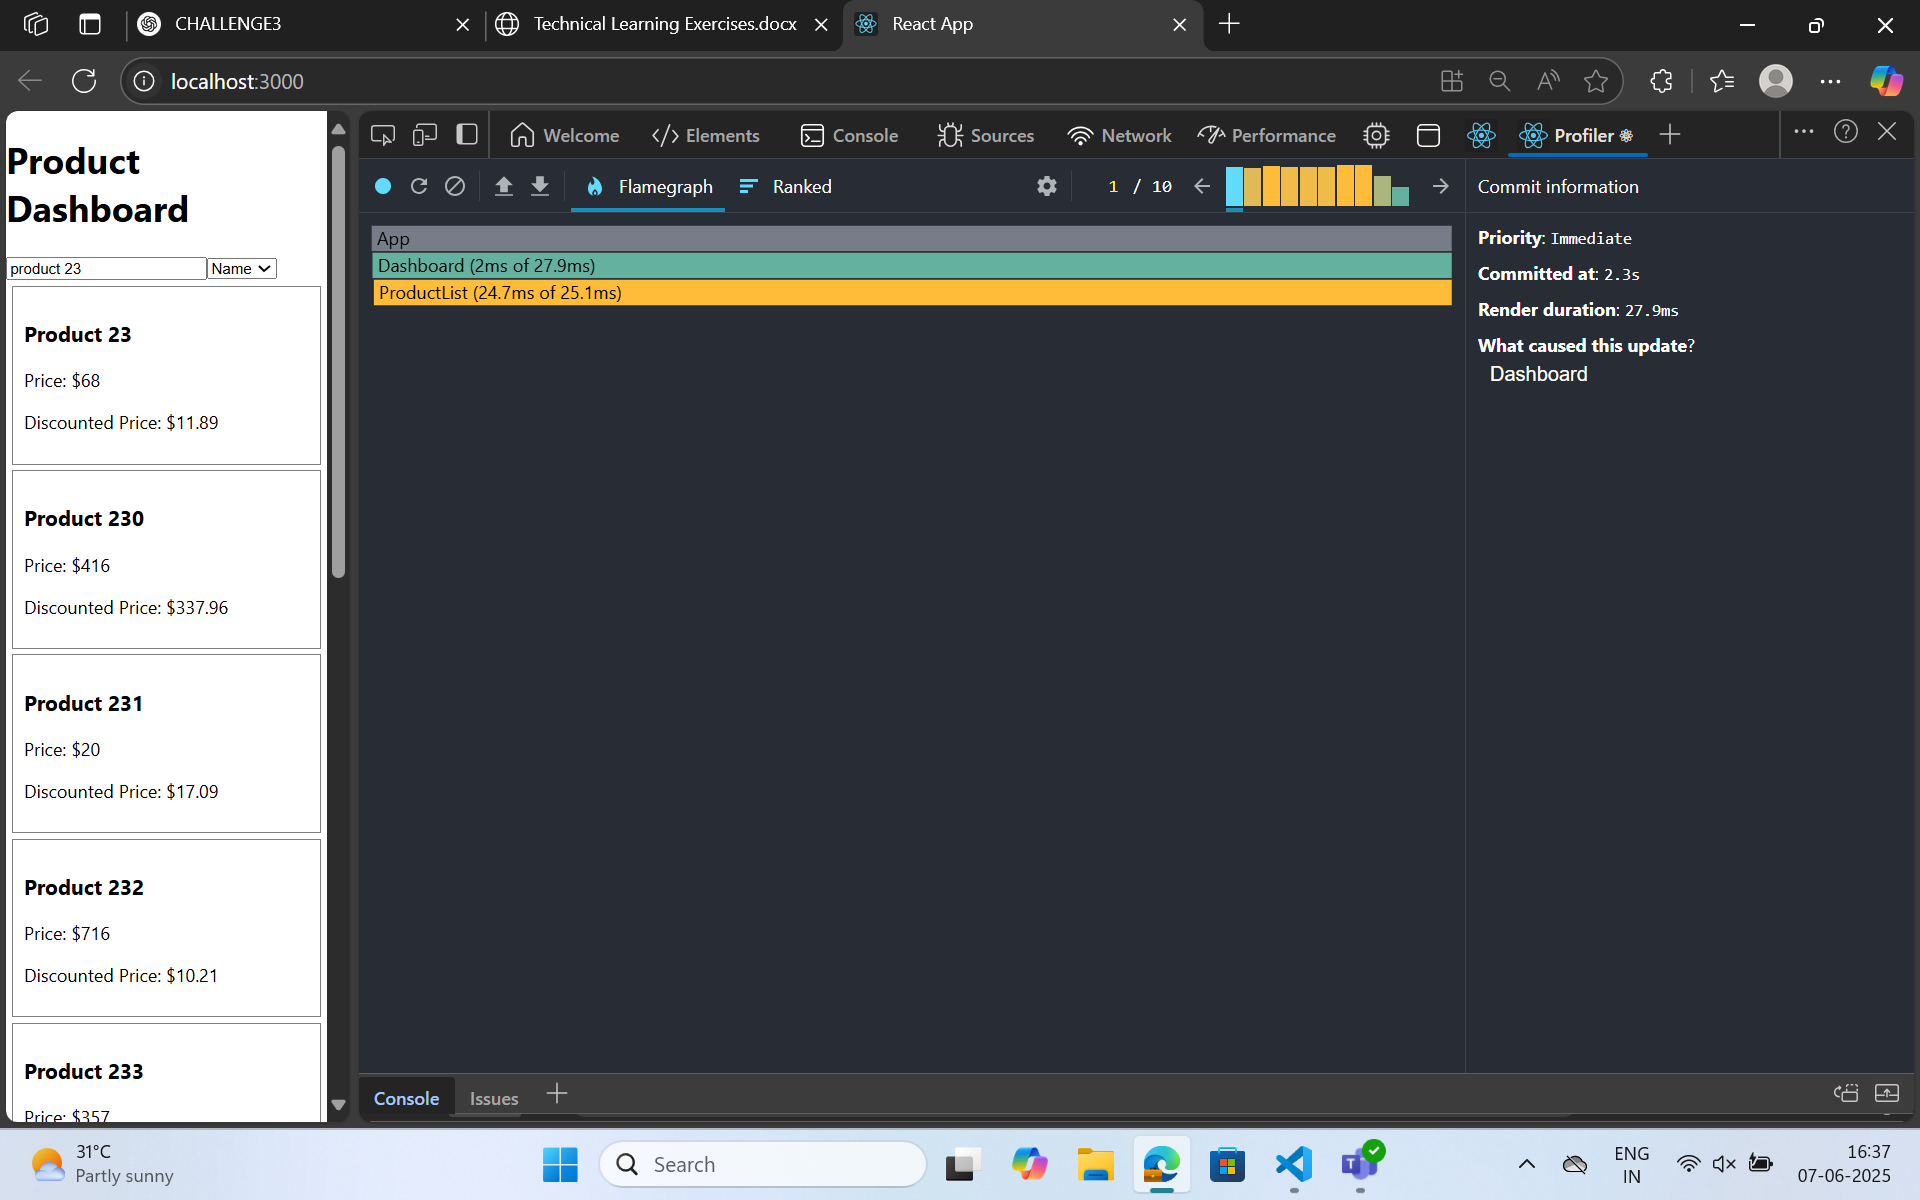 CHALLENGE3
Technical Learning Exercises.docx
React App
localhost:3000
Product
Dashboard
product 23
Name
Product 23
Price: $68
Discounted Price: $11.89
Product 230
Price: $416
Discounted Price: $337.96
Product 231
Price: $20
Discounted Price: $17.09
Product 232
Price: $716
Discounted Price: $10.21
Product 233
Price: $357
Welcome
Elements
Console
Sources
Network
Performance
Profiler
Flamegraph
Ranked
1 / 10
App
Dashboard (2ms of 27.9ms)
ProductList (24.7ms of 25.1ms)
Commit information
Priority: Immediate
Committed at: 2.3s
Render duration: 27.9ms
What caused this update?
Dashboard
Console
Issues
31°C
Partly sunny
Search
ENG
IN
16:37
07-06-2025